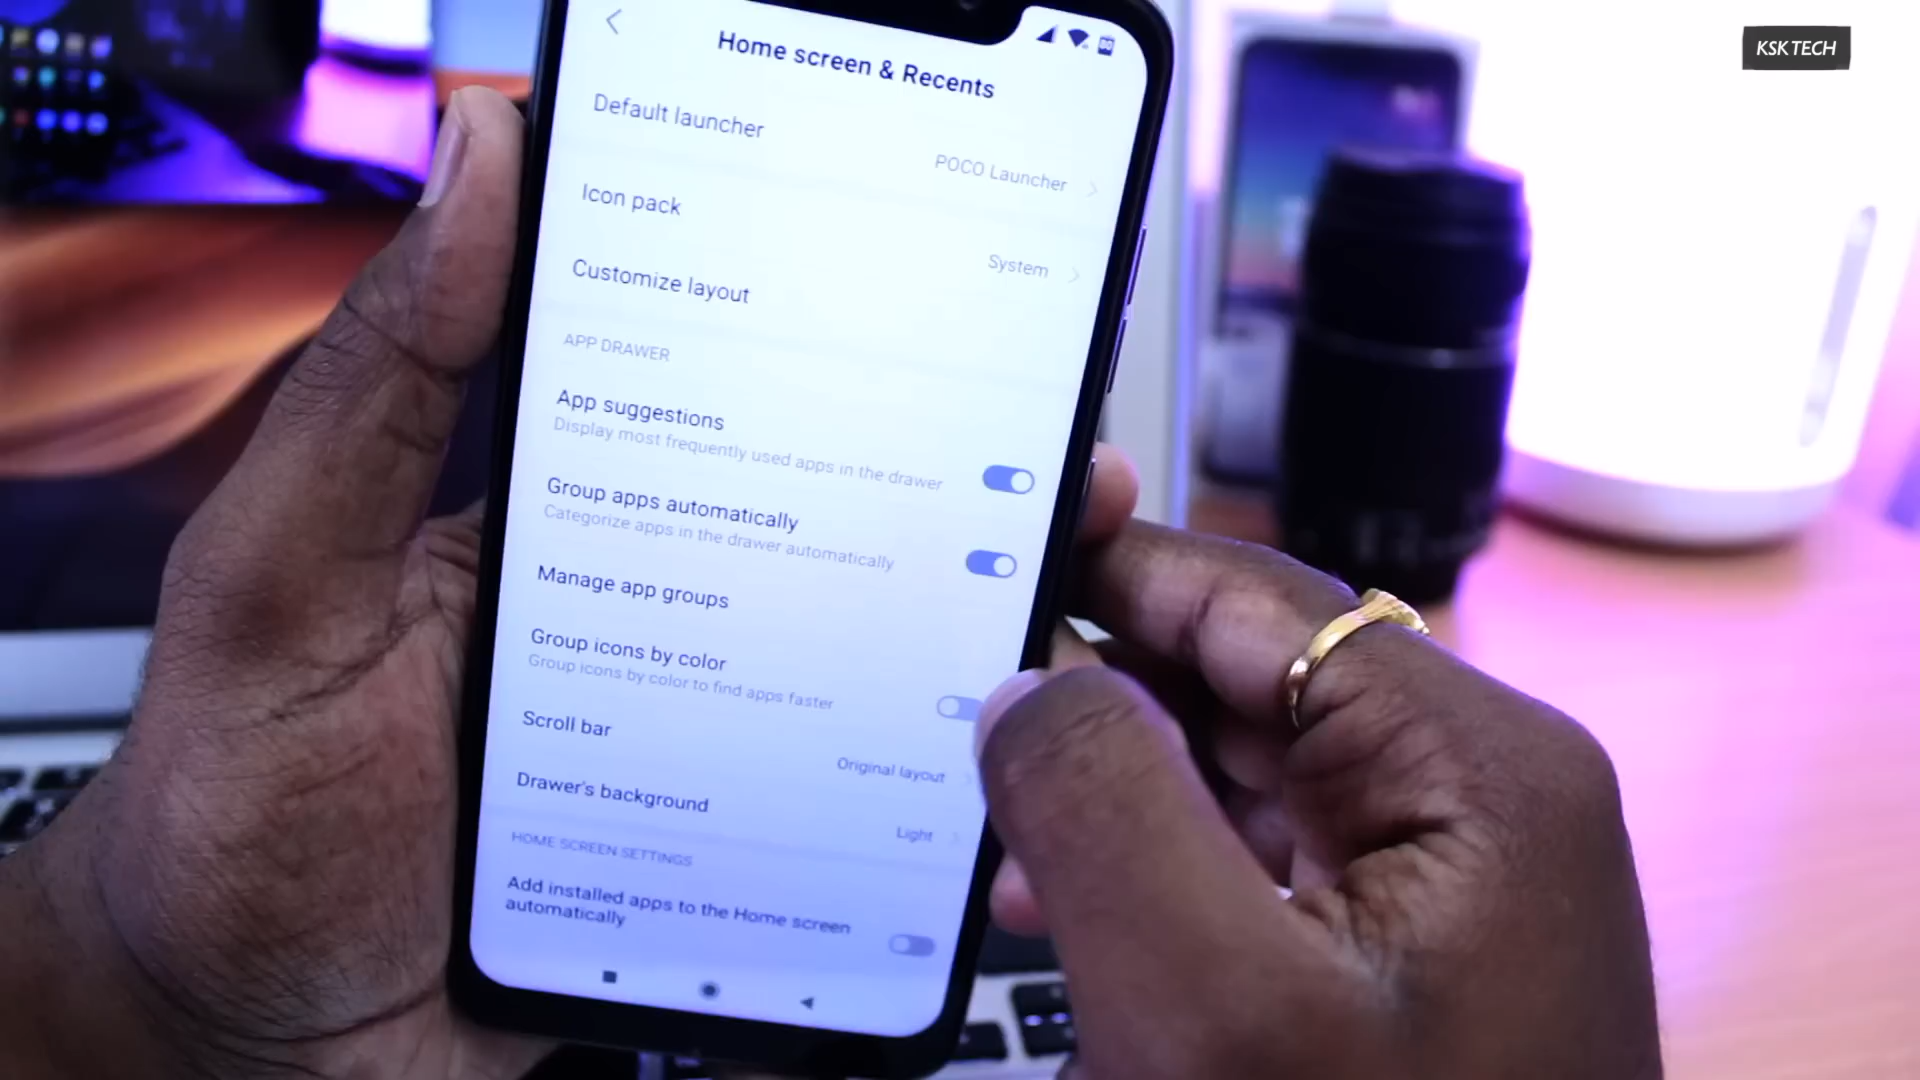 KSK TECH
80
Home screen & Recents
Default launcher
POCO Launcher
Icon pack
System
Customize layout
APP DRAWER
App suggestions
Display most frequently used apps in the drawer
Group apps automatically
Categorize apps in the drawer automatically
Manage app groups
Group icons by color
Group icons by color to find apps faster
Scroll bar
Original layout
Drawer's background
Light
HOME SCREEN SETTINGS
Add installed apps to the Home screen
automatically